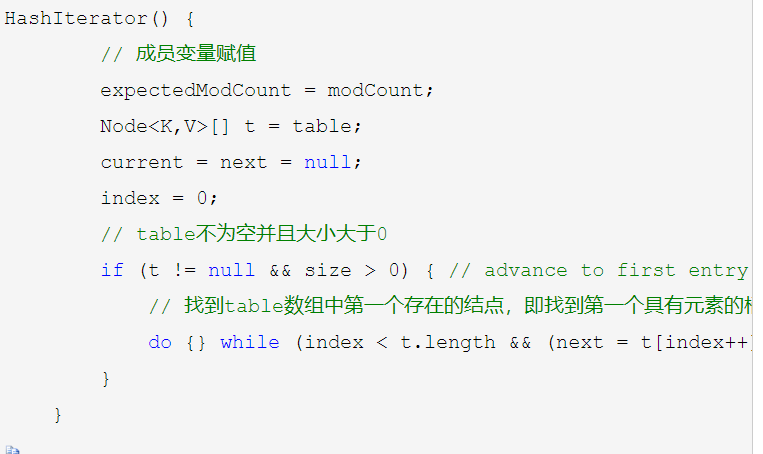 HashIterator() {
// 成员变量赋值
expectedModCount = modCount;
Node<K,V>[] t = table;
current = next = null;
index = 0;
// table不为空并且大小大于0
if (t != null && size > 0) { // advance to first entry
// 找到table数组中第一个存在的结点，即找到第一个具有元素的
do {} while (index < t.length && (next = t[index++]
}
}